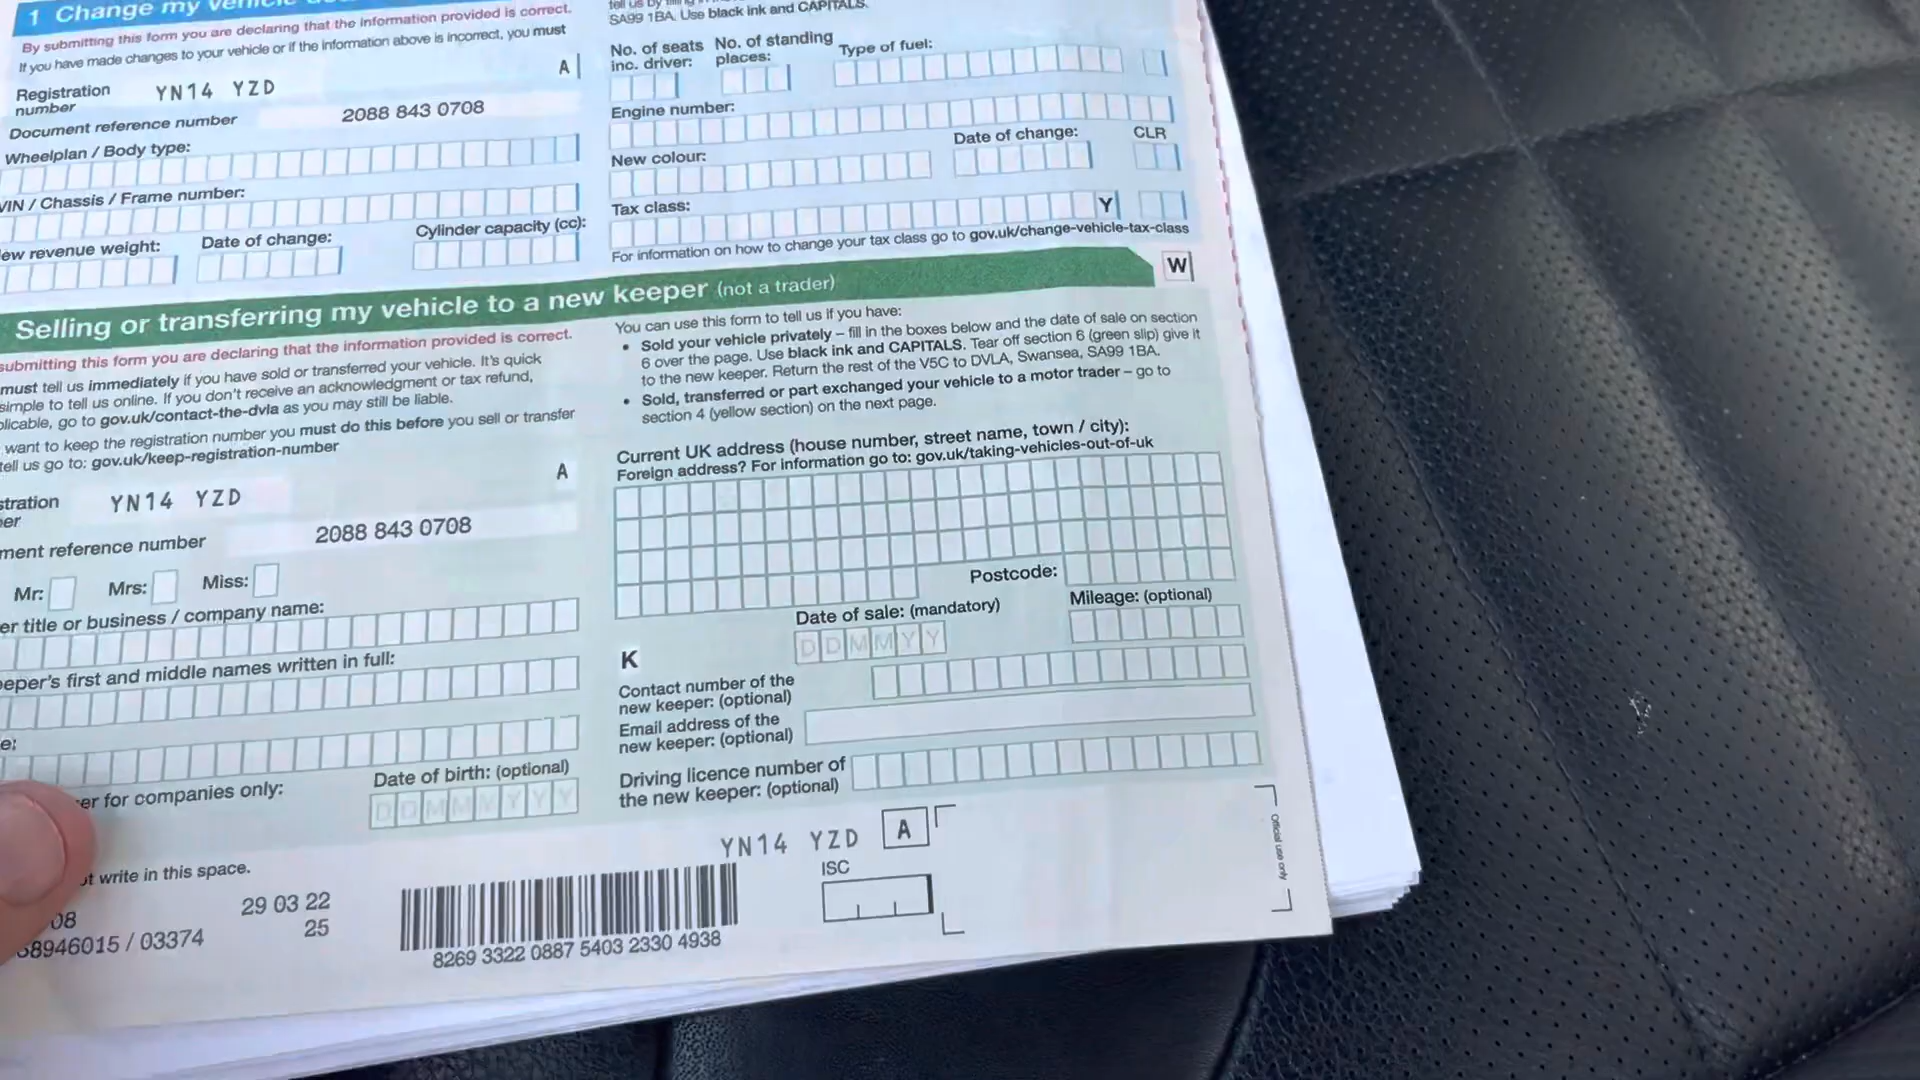 1 Change my vehicle
By submitting this form you are declaring that the information provided is correct.
If you have made changes to your vehicle or if the information above is incorrect, you must
A
Registration number YN14 YZD
Document reference number 2088 843 0708
Wheelplan / Body type:
VIN / Chassis / Frame number:
revenue weight: Date of change: Cylinder capacity (cc):
tell us by
SA99 1BA. Use black ink and CAPITALS.
No. of seats inc. driver: No. of standing places: Type of fuel:
Engine number:
New colour: Date of change: CLR
Tax class: Y
For information on how to change your tax class go to gov.uk/change-vehicle-tax-class
W
Selling or transferring my vehicle to a new keeper (not a trader)
submitting this form you are declaring that the information provided is correct.
must tell us immediately if you have sold or transferred your vehicle. It's quick
simple to tell us online. If you don't receive an acknowledgment or tax refund,
go to gov.uk/contact-the-dvla as you may still be liable.
want to keep the registration number you must do this before you sell or transfer
tell us go to: gov.uk/keep-registration-number
A
YN14 YZD
reference number 2088 843 0708
Mr: Mrs: Miss:
title or business / company name:
first and middle names written in full:
for companies only: Date of birth: (optional)
D D M M Y Y Y Y
write in this space.
08 29 03 22
68946015 / 03374 25
You can use this form to tell us if you have:
• Sold your vehicle privately – fill in the boxes below and the date of sale on section
6 over the page. Use black ink and CAPITALS. Tear off section 6 (green slip) give it
to the new keeper. Return the rest of the V5C to DVLA, Swansea, SA99 1BA.
• Sold, transferred or part exchanged your vehicle to a motor trader – go to
section 4 (yellow section) on the next page.
Current UK address (house number, street name, town / city):
Foreign address? For information go to: gov.uk/taking-vehicles-out-of-uk
Postcode:
Date of sale: (mandatory) Mileage: (optional)
D D M M Y Y
K
Contact number of the
new keeper: (optional)
Email address of the
new keeper: (optional)
Driving licence number of
the new keeper: (optional)
YN14 YZD A
ISC
8269 3322 0887 5403 2330 4938
Official use only